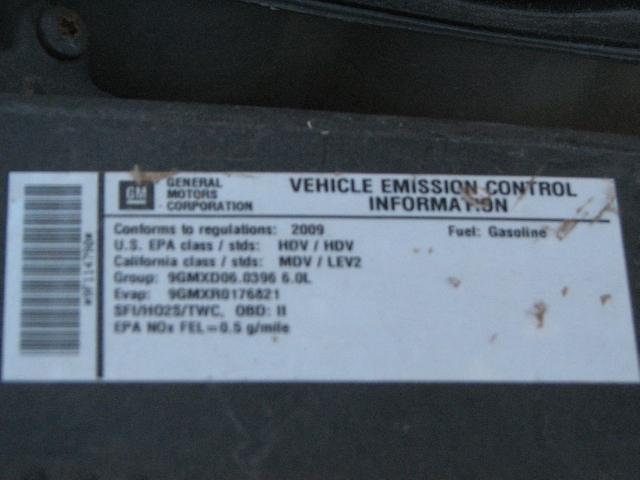 GM
GENERAL
MOTORS
CORPORATION
VEHICLE EMISSION CONTROL
INFORMATION
Conforms to regulations: 2009 Fuel: Gasoline
U.S. EPA class / stds: HDV / HDV
California class / stds: MDV / LEV2
Group: 9GMXD06.0396 6.0L
Evap: 9GMXR0176821
SFI/HO2S/TWC, OBD: II
EPA NOx FEL=0.5 g/mile